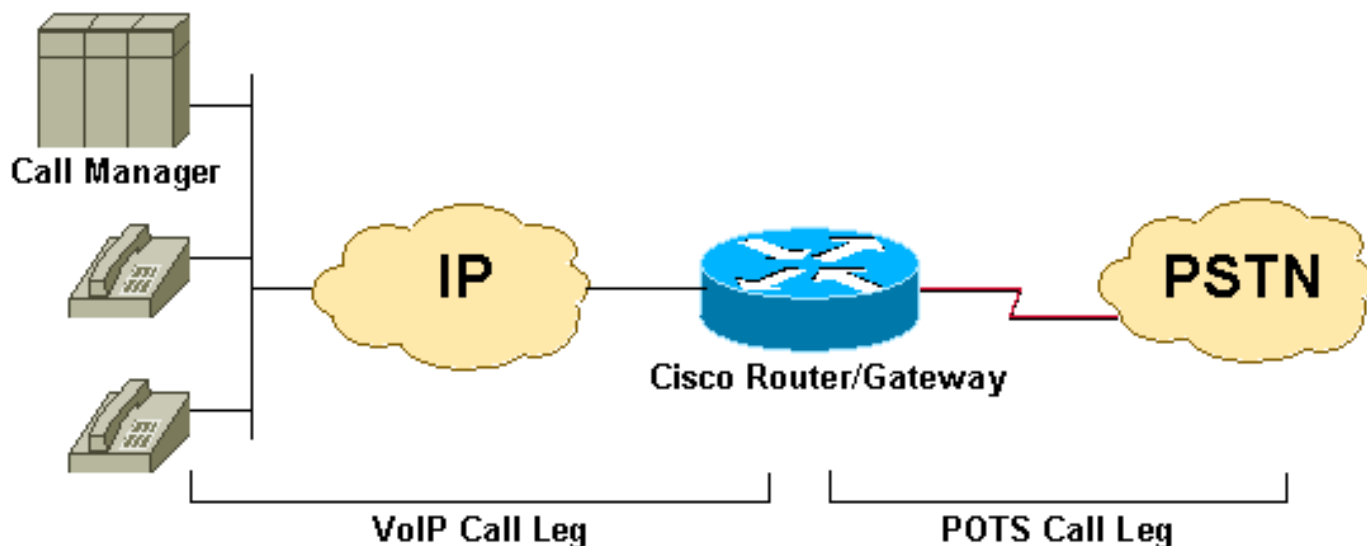 Call Manager
IP
PSTN
Cisco Router/Gateway
VoIP Call Leg
POTS Call Leg